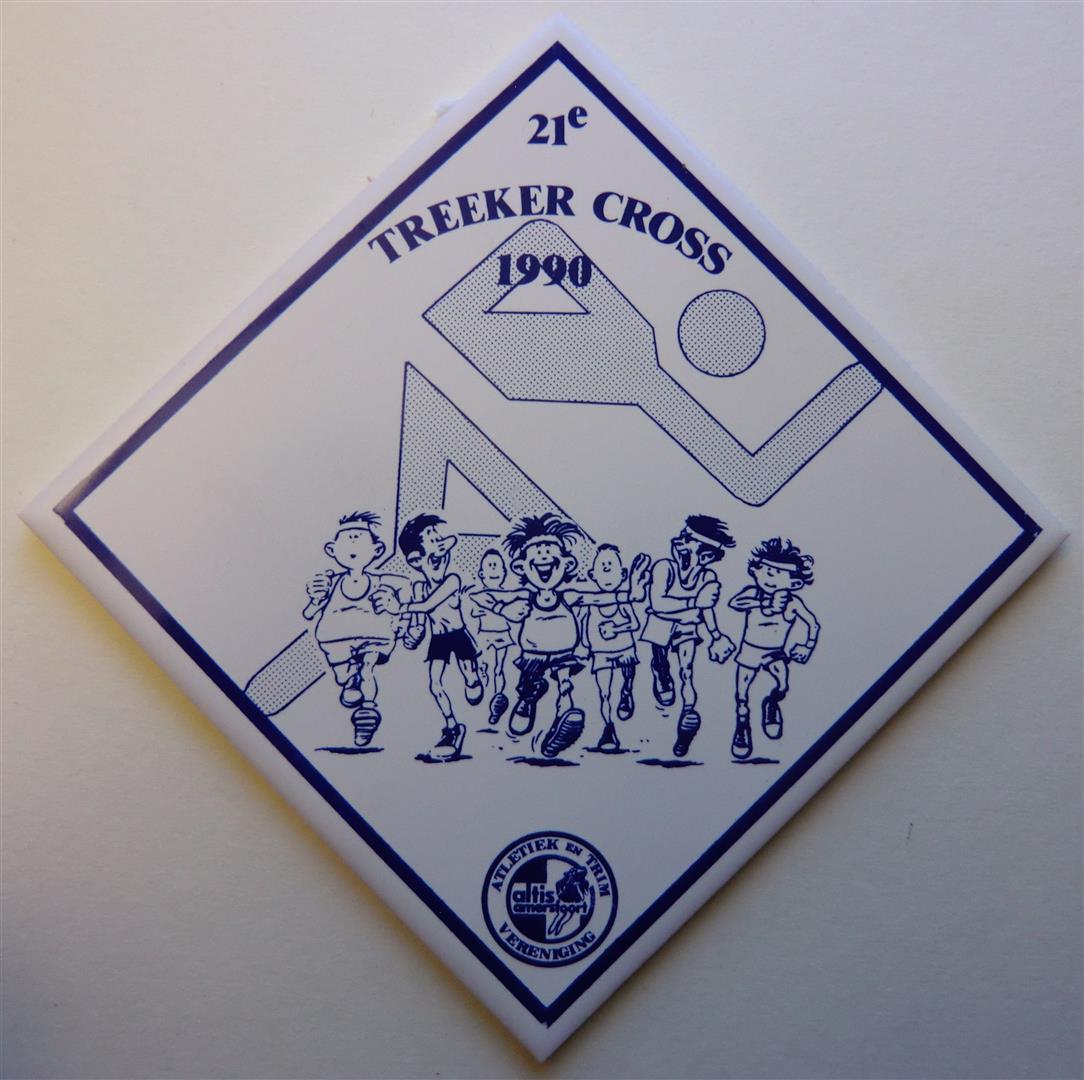 21e
TREEKER CROSS
1990
ATLETIEK EN TRIM
altis
amersfoort
VERENIGING